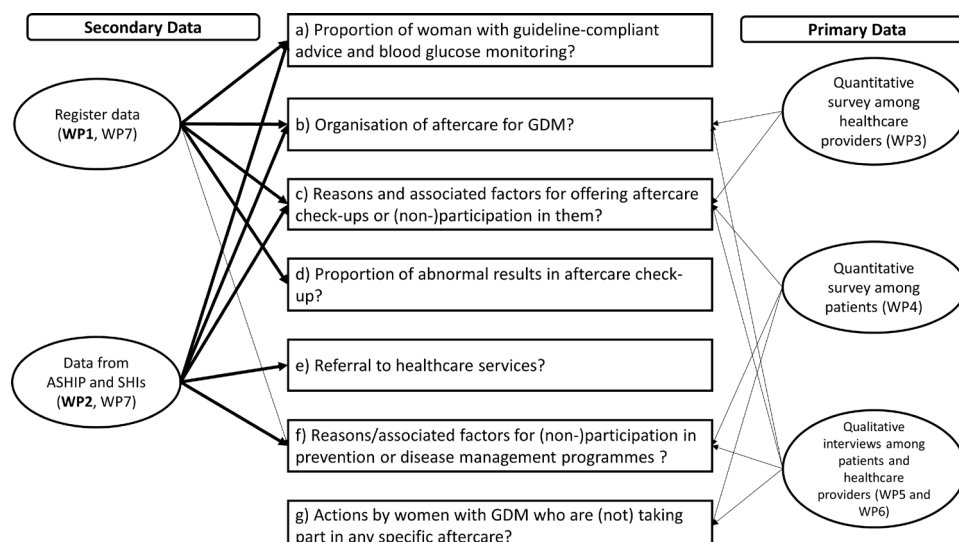 Secondary Data
Register data
(WP1, WP7)
Data from
ASHIP and SHIs
(WP2, WP7)
a) Proportion of woman with guideline-compliant
advice and blood glucose monitoring?
b) Organisation of aftercare for GDM?
c) Reasons and associated factors for offering aftercare
check-ups or (non-)participation in them?
d) Proportion of abnormal results in aftercare check-
up?
e) Referral to healthcare services?
f) Reasons/associated factors for (non-)participation in
prevention or disease management programmes ?
g) Actions by women with GDM who are (not) taking
part in any specific aftercare?
Primary Data
Quantitative
survey among
healthcare
providers (WP3)
Quantitative
survey among
patients (WP4)
Qualitative
interviews among
patients and
healthcare
providers (WP5 and
WP6)